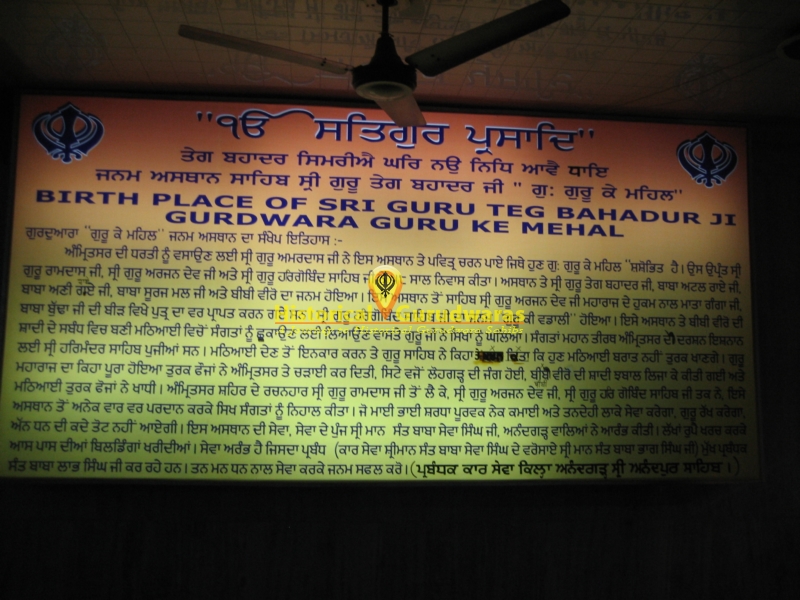 "ੴ ਸਤਿਗੁਰ ਪ੍ਰਸਾਦਿ"
ਤੇਗ ਬਹਾਦਰ ਸਿਮਰੀਐ ਘਰਿ ਨਉ ਨਿਧਿ ਆਵੈ ਧਾਇ
ਜਨਮ ਅਸਥਾਨ ਸਾਹਿਬ ਸ੍ਰੀ ਗੁਰੂ ਤੇਗ ਬਹਾਦਰ ਜੀ " ਗੁ: ਗੁਰੂ ਕੇ ਮਹਿਲ"
BIRTH PLACE OF SRI GURU TEG BAHADUR JI
GURDWARA GURU KE MEHAL
ਗੁਰਦੁਆਰਾ "ਗੁਰੂ ਕੇ ਮਹਿਲ" ਜਨਮ ਅਸਥਾਨ ਦਾ ਸੰਖੇਪ ਇਤਿਹਾਸ :-
ਅੰਮ੍ਰਿਤਸਰ ਦੀ ਧਰਤੀ ਨੂੰ ਵਸਾਉਣ ਲਈ ਸ੍ਰੀ ਗੁਰੂ ਅਮਰਦਾਸ ਜੀ ਨੇ ਇਸ ਅਸਥਾਨ ਤੇ ਪਵਿਤ੍ਰ ਚਰਨ ਪਾਏ ਜਿਥੇ ਹੁਣ ਗੁ: ਗੁਰੂ ਕੇ ਮਹਿਲ "ਸ਼ਸ਼ੋਭਿਤ ਹੈ। ਉਸ ਉਪ੍ਰੰਤ ਸ੍ਰੀ
ਗੁਰੂ ਰਾਮਦਾਸ ਜੀ, ਸ੍ਰੀ ਗੁਰੂ ਅਰਜਨ ਦੇਵ ਜੀ ਅਤੇ ਸ੍ਰੀ ਗੁਰੂ ਹਰਿਗੋਬਿੰਦ ਸਾਹਿਬ ਸਾਲ ਨਿਵਾਸ ਕੀਤਾ। ਅਸਥਾਨ ਤੇ ਸ੍ਰੀ ਗੁਰੂ ਤੇਗ ਬਹਾਦਰ ਜੀ, ਬਾਬਾ ਅਟਲ ਰਾਏ ਜੀ,
ਬਾਬਾ ਅਣੀ ਰਾਏ ਜੀ, ਬਾਬਾ ਸੂਰਜ ਮਲ ਜੀ ਅਤੇ ਬੀਬੀ ਵੀਰੋ ਦਾ ਜਨਮ ਹੋਇਆ। ਅਸਥਾਨ ਤੋਂ ਸਾਹਿਬ ਸ੍ਰੀ ਗੁਰੂ ਅਰਜਨ ਦੇਵ ਜੀ ਮਹਾਰਾਜ ਦੇ ਹੁਕਮ ਨਾਲ ਮਾਤਾ ਗੰਗਾ ਜੀ,
ਬਾਬਾ ਬੁੱਢਾ ਜੀ ਦੀ ਬੀੜ ਵਿਖੇ ਪੁਤ੍ਰ ਦਾ ਵਰ ਪ੍ਰਾਪਤ ਕਰਨ ਕੀ ਵਡਾਲੀ" ਹੋਇਆ। ਇਸੇ ਅਸਥਾਨ ਤੇ ਬੀਬੀ ਵੀਰੋ ਦੀ
ਸ਼ਾਦੀ ਦੇ ਸਬੰਧ ਵਿਚ ਬਣੀ ਮਠਿਆਈ ਵਿਚੋਂ ਸੰਗਤਾਂ ਨੂੰ ਛਕਾਉਣ ਲਈ ਲਿਆਉਣ ਵਾਸਤੇ ਗੁਰੂ ਜੀ ਨੇ ਸਿਖਾਂ ਨੂੰ ਘਲਿਆ। ਸੰਗਤਾਂ ਮਹਾਨ ਤੀਰਥ ਅੰਮ੍ਰਿਤਸਰ ਦੇ ਦਰਸ਼ਨ ਇਸ਼ਨਾਨ
ਲਈ ਸ੍ਰੀ ਹਰਿਮੰਦਰ ਸਾਹਿਬ ਪੁਜੀਆਂ ਸਨ। ਮਠਿਆਈ ਦੇਣ ਤੋਂ ਇਨਕਾਰ ਕਰਨ ਤੇ ਗੁਰੂ ਸਾਹਿਬ ਨੇ ਕਿਹਾ ਕਿ ਹੁਣ ਮਠਿਆਈ ਬਰਾਤ ਨਹੀਂ ਤੁਰਕ ਖਾਣਗੇ। ਗੁਰੂ
ਮਹਾਰਾਜ ਦਾ ਕਿਹਾ ਪੂਰਾ ਹੋਇਆ ਤੁਰਕ ਫੌਜਾਂ ਨੇ ਅੰਮ੍ਰਿਤਸਰ ਤੇ ਚੜਾਈ ਕਰ ਦਿਤੀ, ਸਿਟੇ ਵਜੋਂ ਲੋਹਗੜ੍ਹ ਦੀ ਜੰਗ ਹੋਈ, ਬੀਬੀ ਵੀਰੋ ਦੀ ਸ਼ਾਦੀ ਝਬਾਲ ਲਿਜਾ ਕੇ ਕੀਤੀ ਗਈ ਅਤੇ
ਮਠਿਆਈ ਤੁਰਕ ਫੌਜਾਂ ਨੇ ਖਾਧੀ। ਅੰਮ੍ਰਿਤਸਰ ਸ਼ਹਿਰ ਦੇ ਰਚਨਹਾਰ ਸ੍ਰੀ ਗੁਰੂ ਰਾਮਦਾਸ ਜੀ ਤੋਂ ਲੈ ਕੇ, ਸ੍ਰੀ ਗੁਰੂ ਅਰਜਨ ਦੇਵ ਜੀ, ਸ੍ਰੀ ਗੁਰੂ ਹਰਿ ਗੋਬਿੰਦ ਸਾਹਿਬ ਜੀ ਤਕ ਨੇ, ਇਸੇ
ਅਸਥਾਨ ਤੋਂ ਅਨੇਕ ਵਾਰ ਵਰ ਪਰਦਾਨ ਕਰਕੇ ਸਿਖ ਸੰਗਤਾਂ ਨੂੰ ਨਿਹਾਲ ਕੀਤਾ। ਜੋ ਮਾਈ ਭਾਈ ਸ਼ਰਧਾ ਪੂਰਵਕ ਨੇਕ ਕਮਾਈ ਅਤੇ ਤਨਦੇਹੀ ਲਾਕੇ ਸੇਵਾ ਕਰੇਗਾ, ਗੁਰੂ ਰੱਖ ਕਰੇਗਾ,
ਅੰਨ ਧਨ ਦੀ ਕਦੇ ਤੋਟ ਨਹੀਂ ਆਏਗੀ। ਇਸ ਅਸਥਾਨ ਦੀ ਸੇਵਾ, ਸੇਵਾ ਦੇ ਪੁੰਜ ਸ੍ਰੀ ਮਾਨ ਸੰਤ ਬਾਬਾ ਸੇਵਾ ਸਿੰਘ ਜੀ, ਅਨੰਦਗੜ੍ਹ ਵਾਲਿਆਂ ਨੇ ਆਰੰਭ ਕੀਤੀ। ਲੱਖਾਂ ਰੁਪੈ ਖਰਚ ਕਰਕੇ
ਆਸ ਪਾਸ ਦੀਆਂ ਬਿਲਡਿੰਗਾਂ ਖਰੀਦੀਆਂ। ਸੇਵਾ ਅਰੰਭ ਹੈ ਜਿਸਦਾ ਪ੍ਰਬੰਧ (ਕਾਰ ਸੇਵਾ ਸ਼੍ਰੀਮਾਨ ਸੰਤ ਬਾਬਾ ਸੇਵਾ ਸਿੰਘ ਦੇ ਵਰੋਸਾਏ ਸ੍ਰੀ ਮਾਨ ਸੰਤ ਬਾਬਾ ਭਾਗ ਸਿੰਘ ਜੀ) ਮੁੱਖ ਪ੍ਰਬੰਧਕ
ਸੰਤ ਬਾਬਾ ਲਾਭ ਸਿੰਘ ਜੀ ਕਰ ਰਹੇ ਹਨ। ਤਨ ਮਨ ਧਨ ਨਾਲ ਸੇਵਾ ਕਰਕੇ ਜਨਮ ਸਫਲ ਕਰੋ।(ਪ੍ਰਬੰਧਕ ਕਾਰ ਸੇਵਾ ਕਿਲ੍ਹਾ ਅਨੰਦਗੜ੍ਹ ਸ੍ਰੀ ਅਨੰਦਪੁਰ ਸਾਹਿਬ।)
Historical Gurudwaras